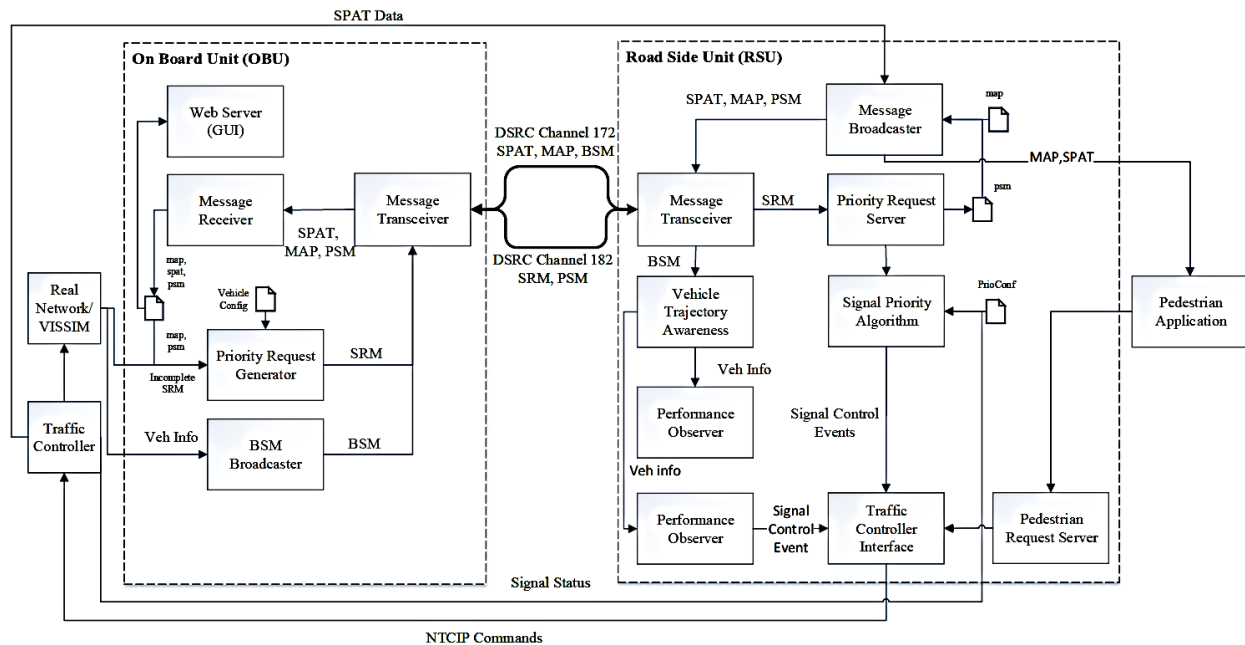 SPAT Data
On Board Unit (OBU)
Web Server
(GUI)
Message
Receiver
SPAT,
MAP, PSM
Message
Transceiver
map,
spat,
psm
map,
psm
Vehicle
Config
Real
Network/
VISSIM
Incomplete
SRM
Priority Request
Generator
SRM
Traffic
Controller
Veh Info
BSM
Broadcaster
BSM
DSRC Channel 172
SPAT, MAP, BSM
DSRC Channel 182
SRM, PSM
Road Side Unit (RSU)
SPAT, MAP, PSM
Message
Broadcaster
map
MAP,SPAT
Message
Transceiver
SRM
Priority Request
Server
psm
BSM
Vehicle
Trajectory
Awareness
Signal Priority
Algorithm
PrioConf
Pedestrian
Application
Veh Info
Performance
Observer
Signal Control
Events
Veh info
Performance
Observer
Signal
Control
Event
Traffic
Controller
Interface
Pedestrian
Request Server
Signal Status
NTCIP Commands